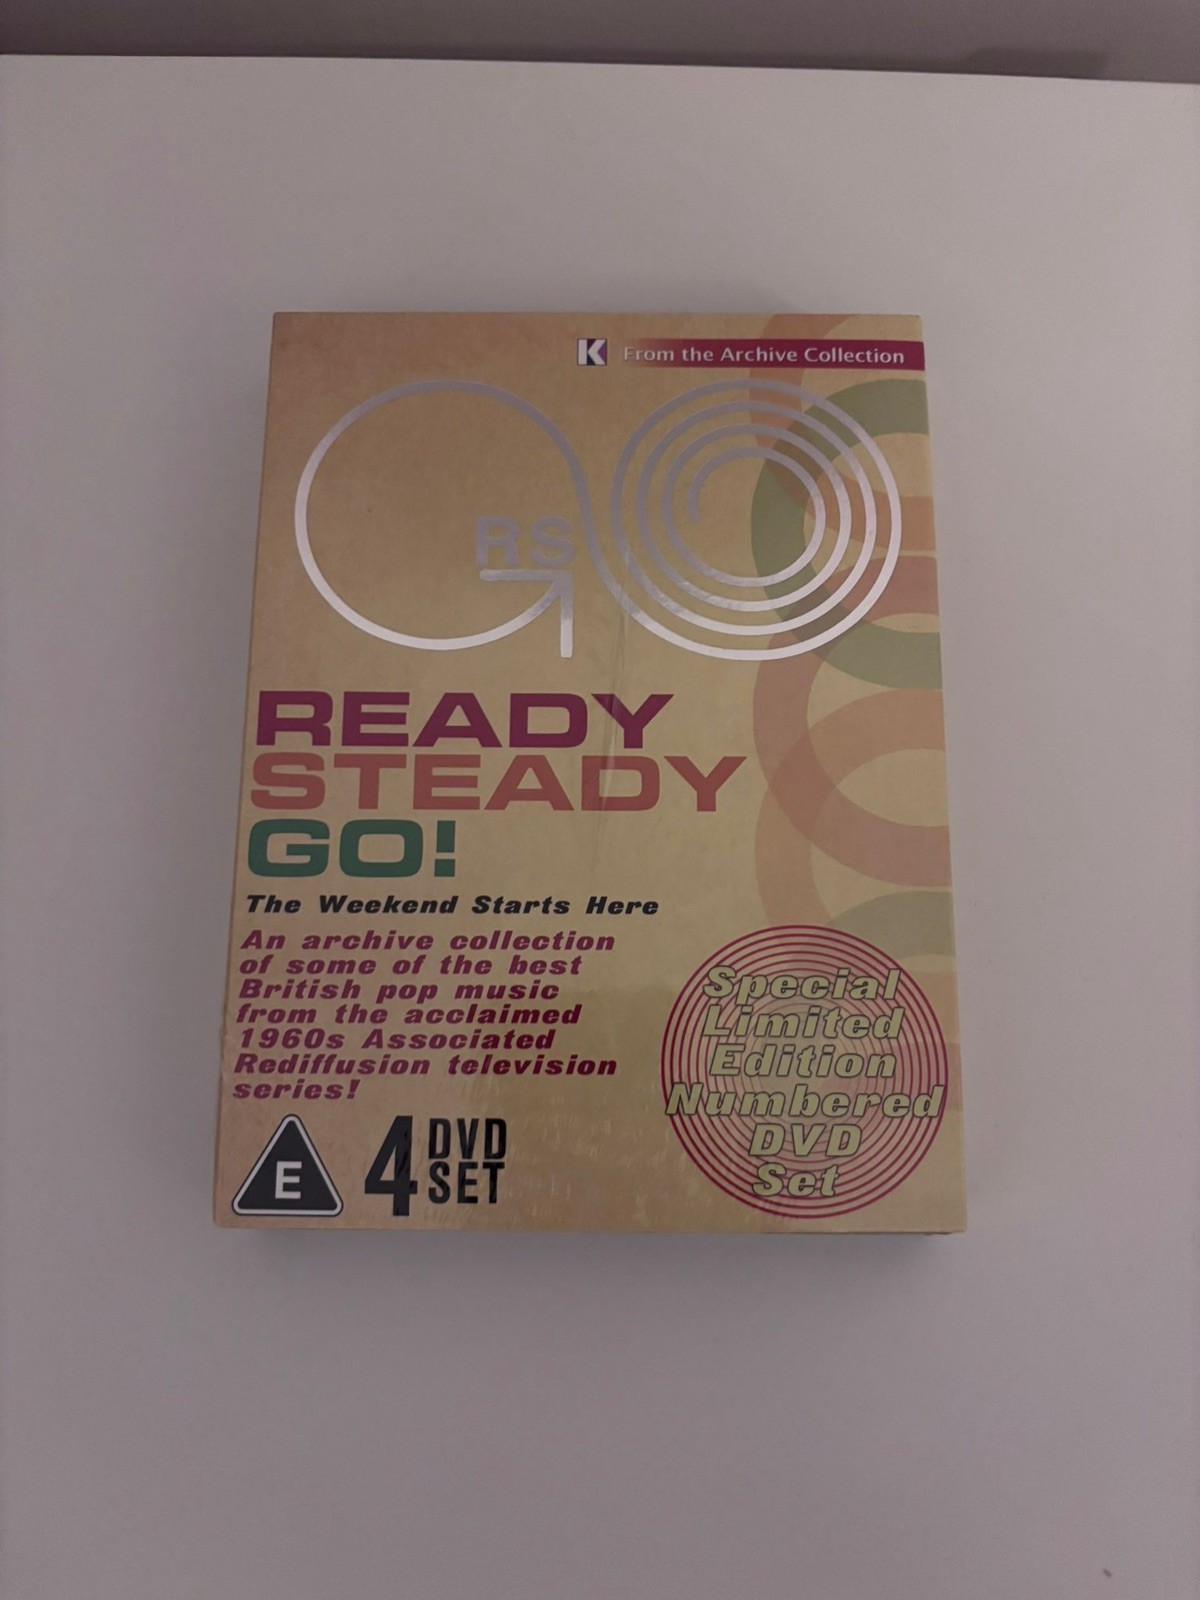 K From the Archive Collection
GO
RS
READY
STEADY
GO!
The Weekend Starts Here
An archive collection
of some of the best
British pop music
from the acclaimed
1960s Associated
Rediffusion television
series!
Special
Limited
Edition
Numbered
DVD
Set
E
4 DVD
SET